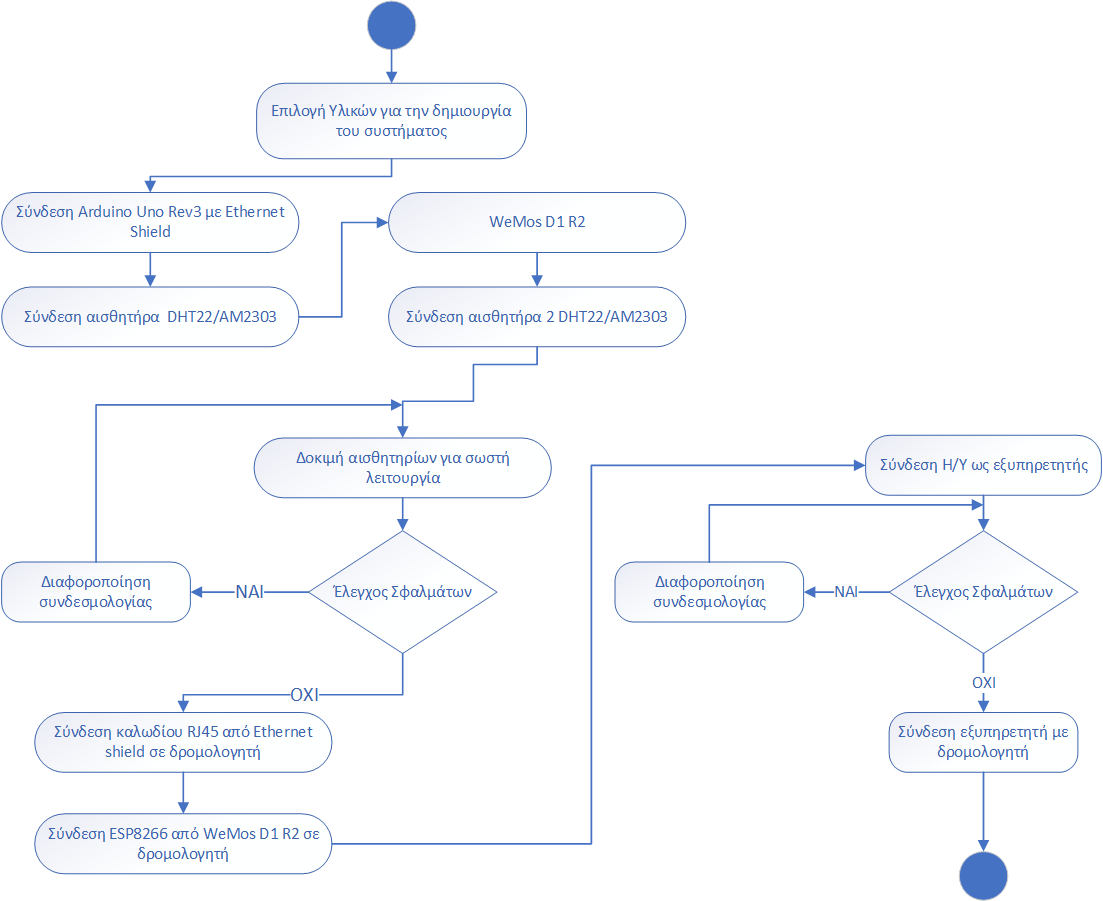 Επιλογή Υλικών για την δημιουργία
του συστήματος
Σύνδεση Arduino Uno Rev3 με Ethernet
Shield
WeMos D1 R2
Σύνδεση αισθητήρα DHT22/AM2303
Σύνδεση αισθητήρα 2 DHT22/AM2303
Δοκιμή αισθητηρίων για σωστή
λειτουργία
Έλεγχος Σφαλμάτων
ΝΑΙ
Διαφοροποίηση
συνδεσμολογίας
ΟΧΙ
Σύνδεση καλωδίου RJ45 από Ethernet
shield σε δρομολογητή
Σύνδεση ESP8266 από WeMos D1 R2 σε
δρομολογητή
Σύνδεση Η/Υ ως εξυπηρετητής
Έλεγχος Σφαλμάτων
ΝΑΙ
Διαφοροποίηση
συνδεσμολογίας
ΟΧΙ
Σύνδεση εξυπηρετητή με
δρομολογητή